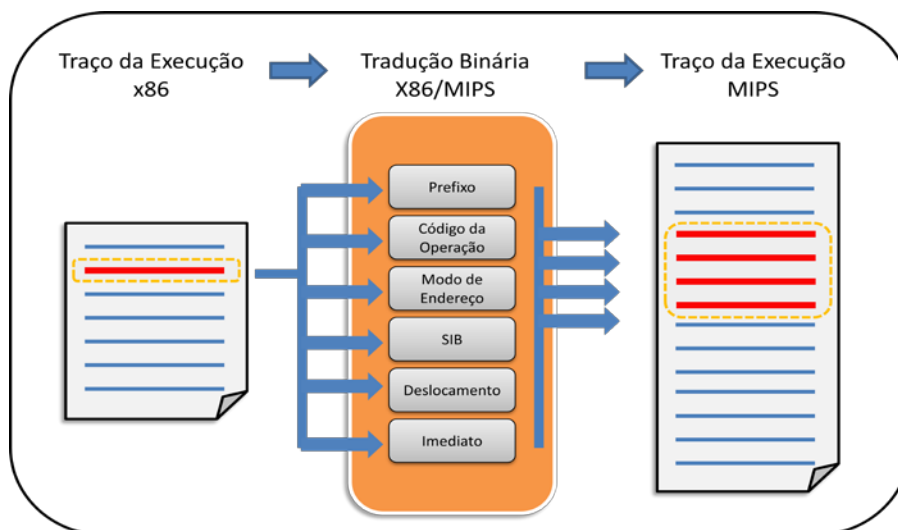 Traço da Execução
x86
Tradução Binária
X86/MIPS
Traço da Execução
MIPS
Prefixo
Código da
Operação
Modo de
Endereço
SIB
Deslocamento
Imediato